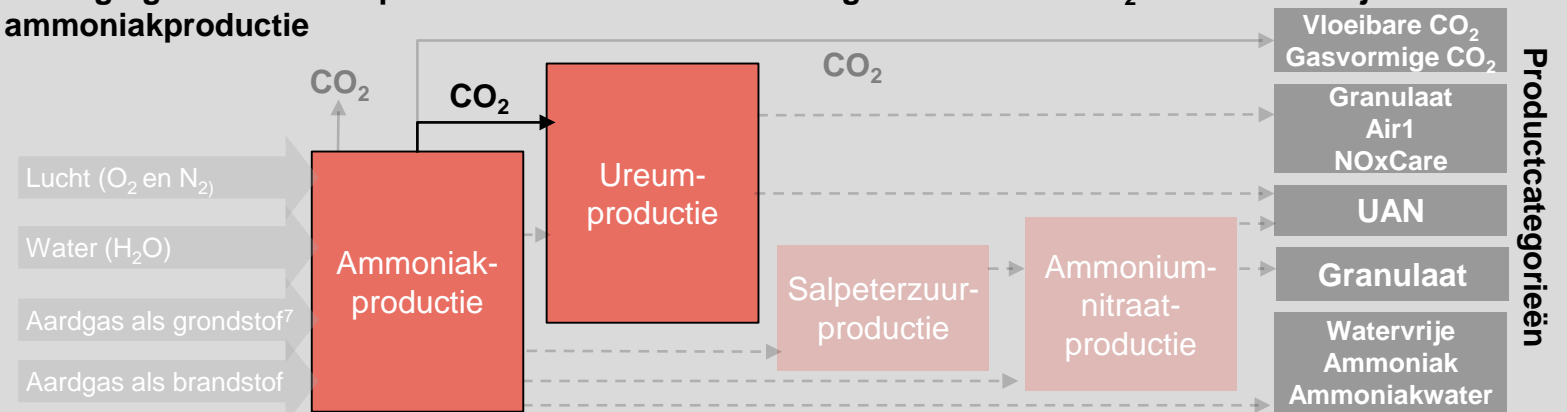 ammoniakproductie
CO₂
CO₂
CO₂
Lucht (O₂ en N₂₎
Water (H₂O)
Aardgas als grondstof⁷
Aardgas als brandstof
Ammoniak-
productie
Ureum-
productie
Salpeterzuur-
productie
Ammonium-
nitraat-
productie
Vloeibare CO₂
Gasvormige CO₂
Granulaat
Air1
NOxCare
UAN
Granulaat
Watervrije
Ammoniak
Ammoniakwater
Productcategorieën